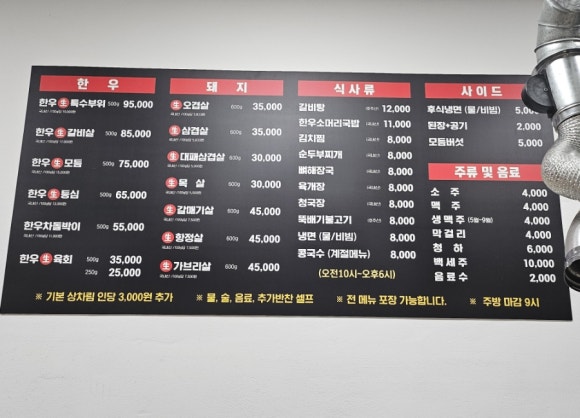 한우
한우 生 특수부위 500g 95,000
한우 生 갈비살 500g 85,000
한우 生 모듬 500g 75,000
한우 生 등심 500g 65,000
한우차돌박이 500g 55,000
한우 生 육회 500g 35,000
250g 25,000
돼지
生 오겹살 600g 35,000
生 삼겹살 600g 35,000
生 대패삼겹살 600g 30,000
生 목살 600g 30,000
生 갈매기살 600g 45,000
生 항정살 600g 45,000
生 가브리살 600g 45,000
식사류
갈비탕 12,000
한우소머리국밥 11,000
김치찜 8,000
순두부찌개 8,000
뼈해장국 8,000
육개장 8,000
청국장 8,000
뚝배기불고기 8,000
냉면 (물/비빔) 8,000
콩국수 (계절메뉴) 8,000
(오전10시~오후6시)
사이드
후식냉면 (물/비빔) 5,000
된장+공기 2,000
모듬버섯 5,000
주류 및 음료
소주 4,000
맥주 4,000
생맥주 (5월~9월) 4,000
막걸리 4,000
청하 6,000
백세주 10,000
음료수 2,000
※ 기본 상차림 인당 3,000원 추가 ※ 물, 술, 음료, 추가반찬 셀프 ※ 전 메뉴 포장 가능합니다. ※ 주방 마감 9시